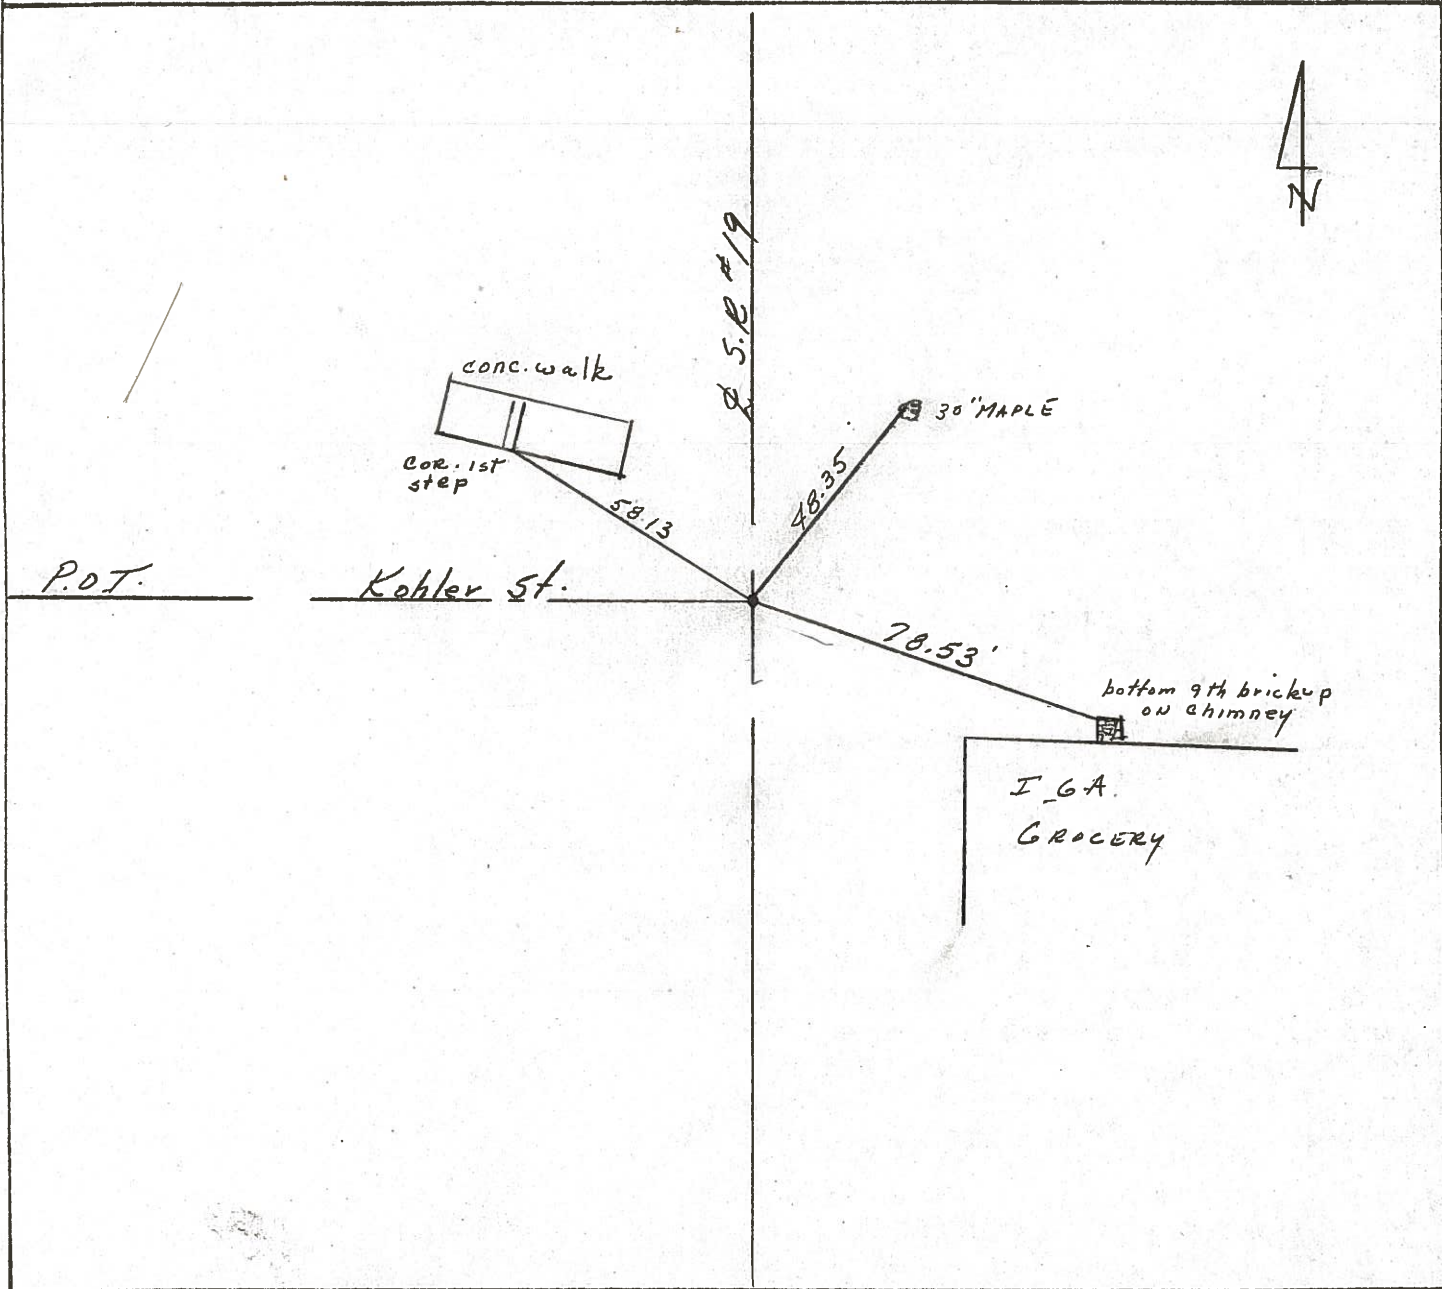 N
℄ S.R #19
conc. walk
30" MAPLE
cor. 1st
step
48.35
58.13
P.O.T.
Kohler St.
78.53'
bottom 9th brick up
on chimney
I.G.A.
GROCERY